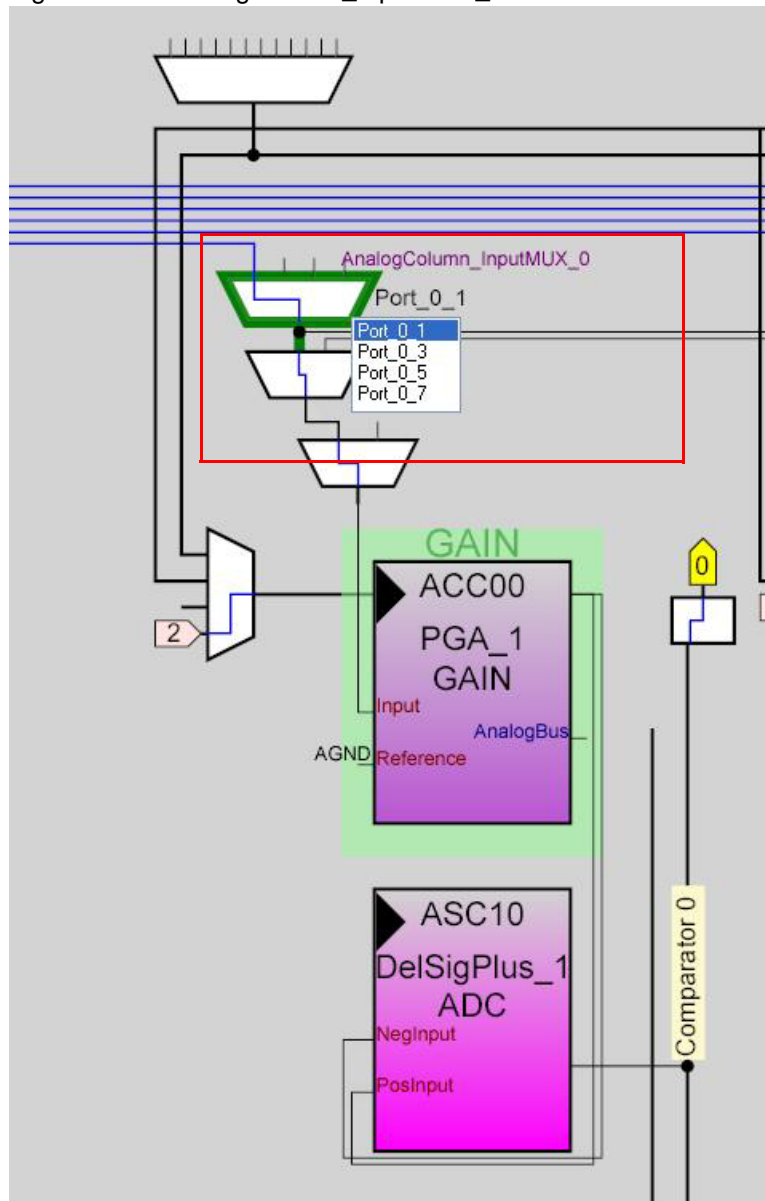 AnalogColumn_InputMUX_0
Port_0_1
Port_0_1
Port_0_3
Port_0_5
Port_0_7
GAIN
ACC00
PGA_1
GAIN
2
0
Input
AnalogBus
AGND
Reference
ASC10
DelSigPlus_1
ADC
NegInput
PosInput
Comparator 0